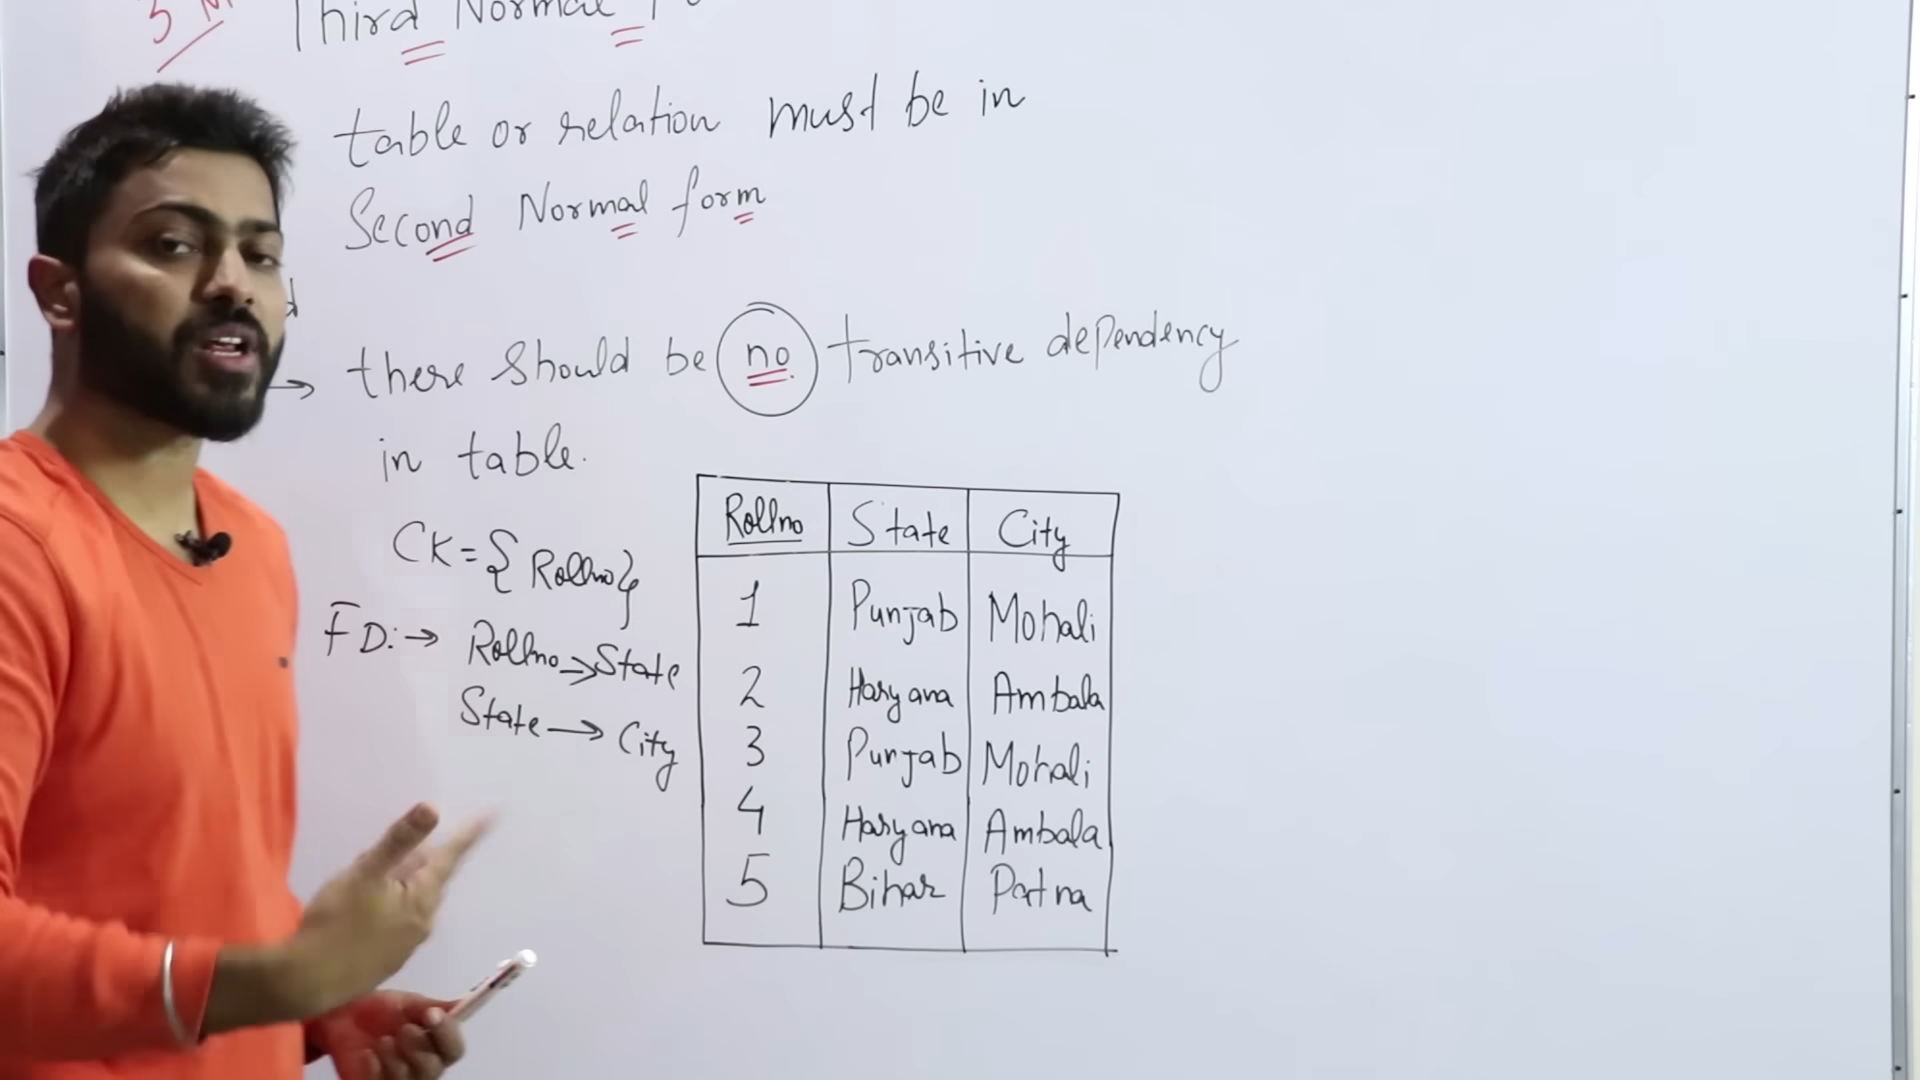 Third Normal
table or relation must be in
Second Normal form
there should be no transitive dependency
in table.
CK = { Rollno }
FD: → Rollno → State
State → City
Rollno State City
1 Punjab Mohali
2 Haryana Ambala
3 Punjab Mohali
4 Haryana Ambala
5 Bihar Patna